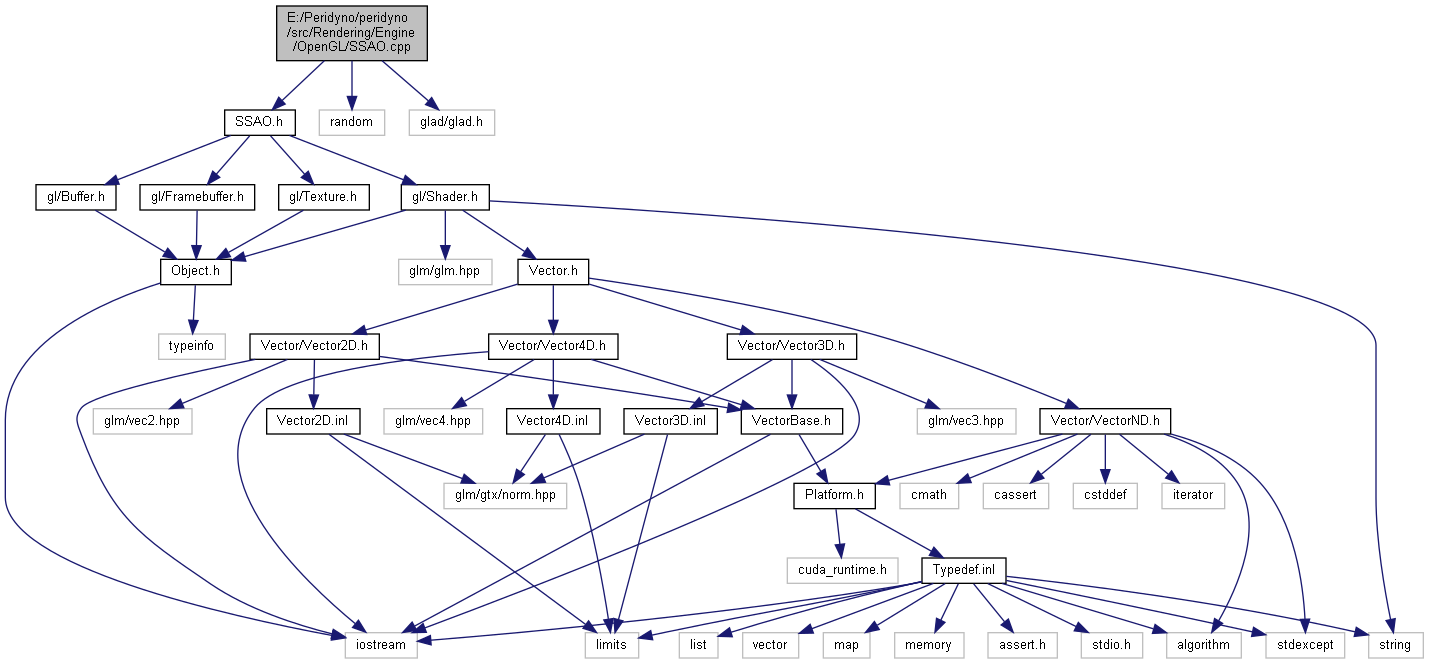 E:/Peridyno/peridyno
/src/Rendering/Engine
/OpenGL/SSAO.cpp
SSAO.h
random
glad/glad.h
gl/Buffer.h
gl/Framebuffer.h
gl/Texture.h
gl/Shader.h
Object.h
glm/glm.hpp
Vector.h
typeinfo
Vector/Vector2D.h
Vector/Vector4D.h
Vector/Vector3D.h
glm/vec2.hpp
Vector2D.inl
glm/vec4.hpp
Vector4D.inl
Vector3D.inl
VectorBase.h
glm/vec3.hpp
Vector/VectorND.h
glm/gtx/norm.hpp
Platform.h
cmath
cassert
cstddef
iterator
cuda_runtime.h
Typedef.inl
iostream
limits
list
vector
map
memory
assert.h
stdio.h
algorithm
stdexcept
string